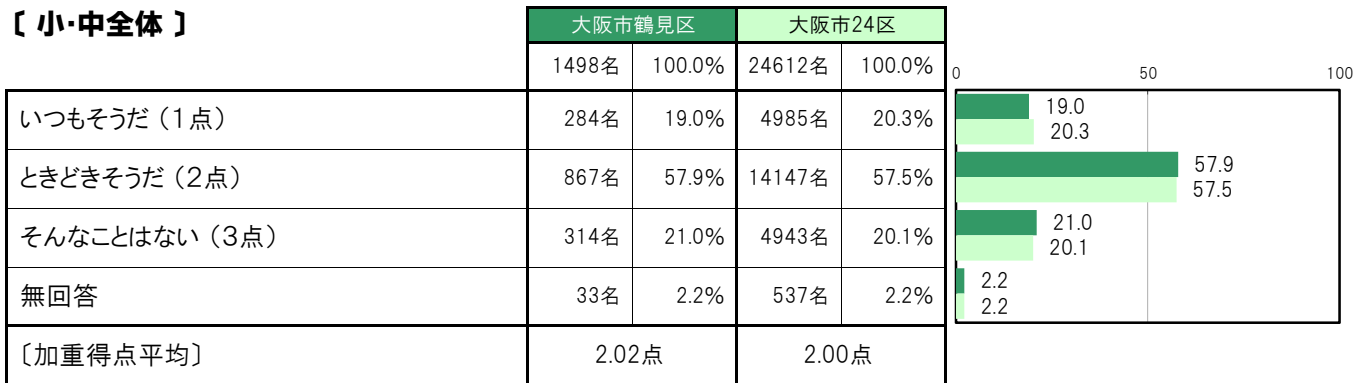 〔 小・中全体 〕
大阪市鶴見区 大阪市24区
1498名 100.0% 24612名 100.0%
0 50 100
いつもそうだ（１点） 284名 19.0% 4985名 20.3%
19.0
20.3
ときどきそうだ（２点） 867名 57.9% 14147名 57.5%
57.9
57.5
そんなことはない（３点） 314名 21.0% 4943名 20.1%
21.0
20.1
無回答 33名 2.2% 537名 2.2%
2.2
2.2
〔加重得点平均〕 2.02点 2.00点